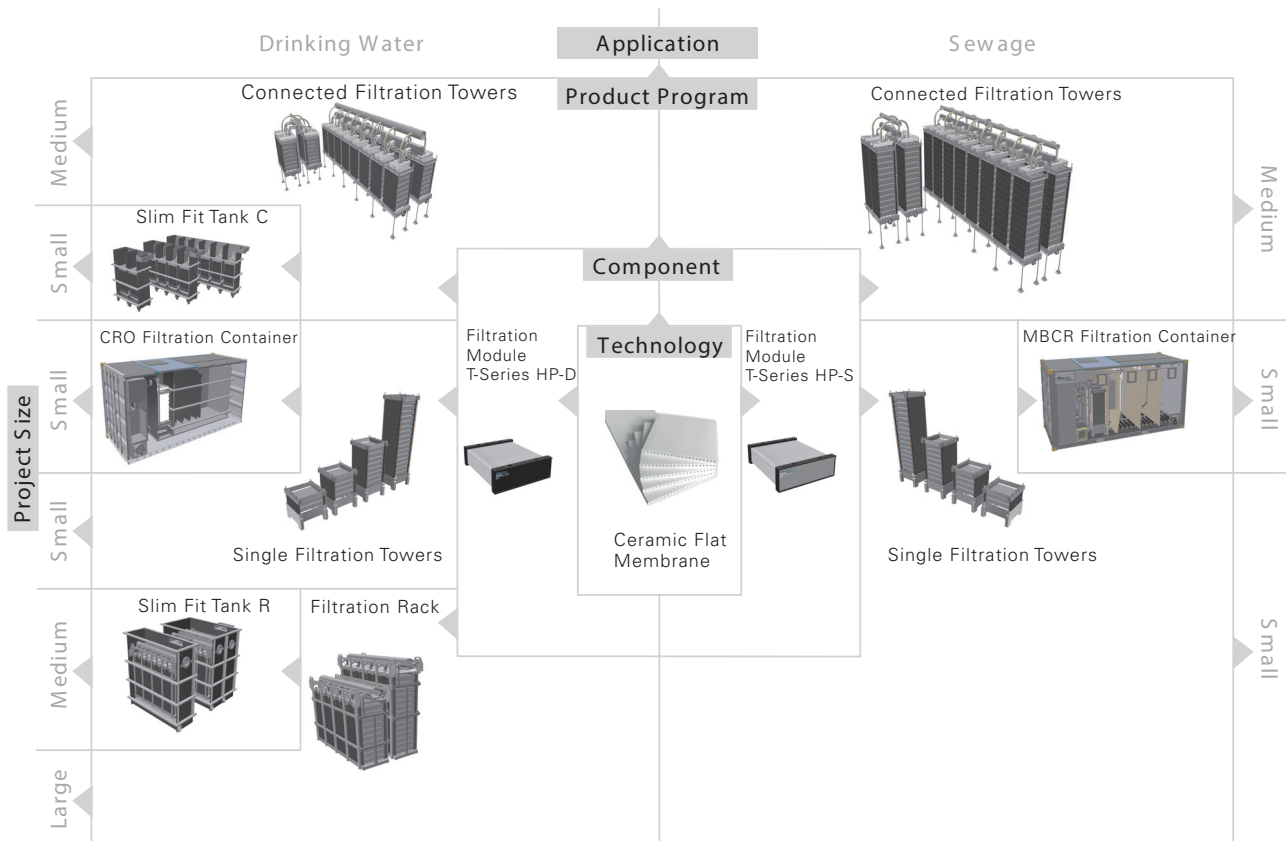 Drinking Water
Application
Sewage
Product Program
Connected Filtration Towers
Connected Filtration Towers
Medium
Medium
Slim Fit Tank C
Small
Component
CRO Filtration Container
Filtration
Module
T-Series HP-D
Technology
Filtration
Module
T-Series HP-S
MBCR Filtration Container
Small
Small
Project Size
Small
Single Filtration Towers
Ceramic Flat
Membrane
Single Filtration Towers
Slim Fit Tank R
Filtration Rack
Medium
Small
Large